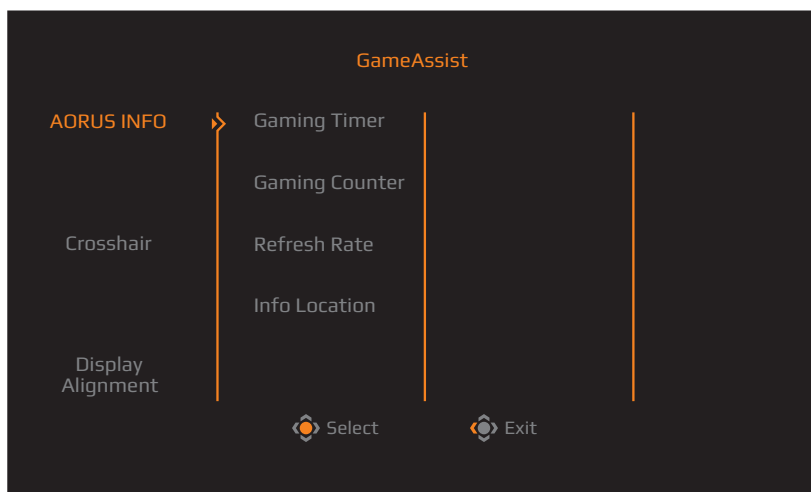 GameAssist
AORUS INFO
Gaming Timer
Gaming Counter
Crosshair
Refresh Rate
Info Location
Display
Alignment
Select
Exit